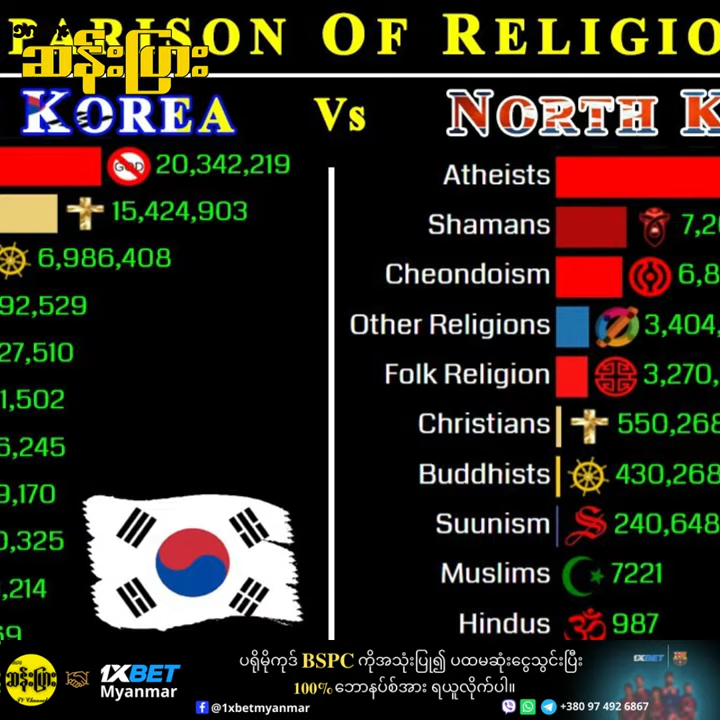 PARISON OF RELIGIO
ဆန်းပြား
KOREA Vs NORTH K
GOD 20,342,219
15,424,903
6,986,408
92,529
27,510
1,502
6,245
9,170
0,325
,214
69
Atheists
Shamans 7,20
Cheondoism 6,8
Other Religions 3,404,
Folk Religion 3,270,
Christians 550,268
Buddhists 430,268
Suunism S 240,648
Muslims 7221
Hindus ॐ 987
ဆန်းပြား
1XBET
Myanmar
ပရိုမိုကုဒ် BSPC ကိုအသုံးပြု၍ ပထမဆုံးငွေသွင်းပြီး
100% ဘောနပ်စ်အား ရယူလိုက်ပါ။
@1xbetmyanmar
+380 97 492 6867
1XBET